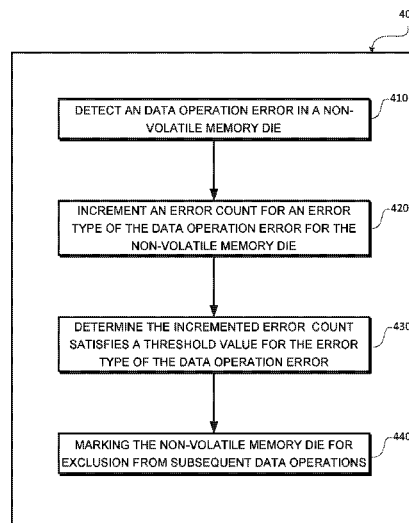 40
DETECT AN DATA OPERATION ERROR IN A NON-
VOLATILE MEMORY DIE
410
INCREMENT AN ERROR COUNT FOR AN ERROR
TYPE OF THE DATA OPERATION ERROR FOR THE
NON-VOLATILE MEMORY DIE
420
DETERMINE THE INCREMENTED ERROR COUNT
SATISFIES A THRESHOLD VALUE FOR THE ERROR
TYPE OF THE DATA OPERATION ERROR
430
MARKING THE NON-VOLATILE MEMORY DIE FOR
EXCLUSION FROM SUBSEQUENT DATA OPERATIONS
440